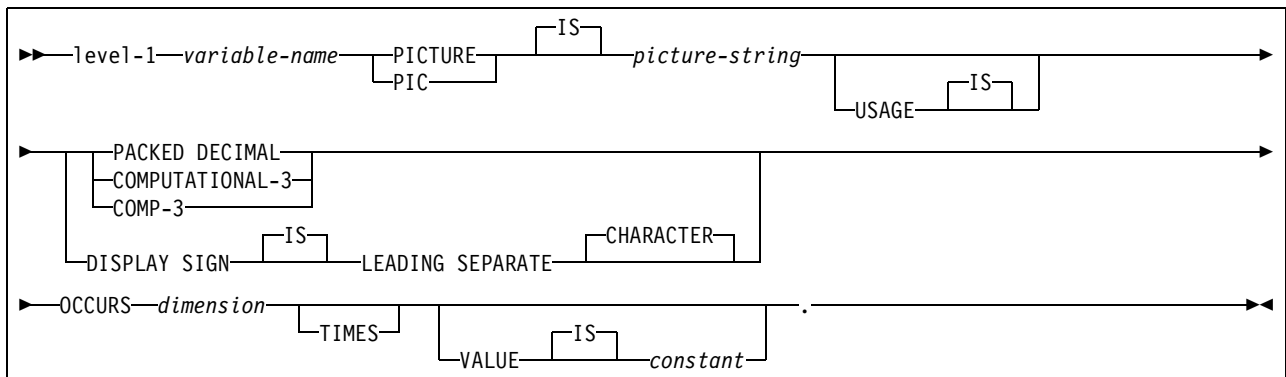 IS
level-1 variable-name PICTURE picture-string
PIC IS
USAGE
PACKED DECIMAL
COMPUTATIONAL-3
COMP-3
IS CHARACTER
DISPLAY SIGN LEADING SEPARATE
OCCURS dimension .
TIMES IS
VALUE constant